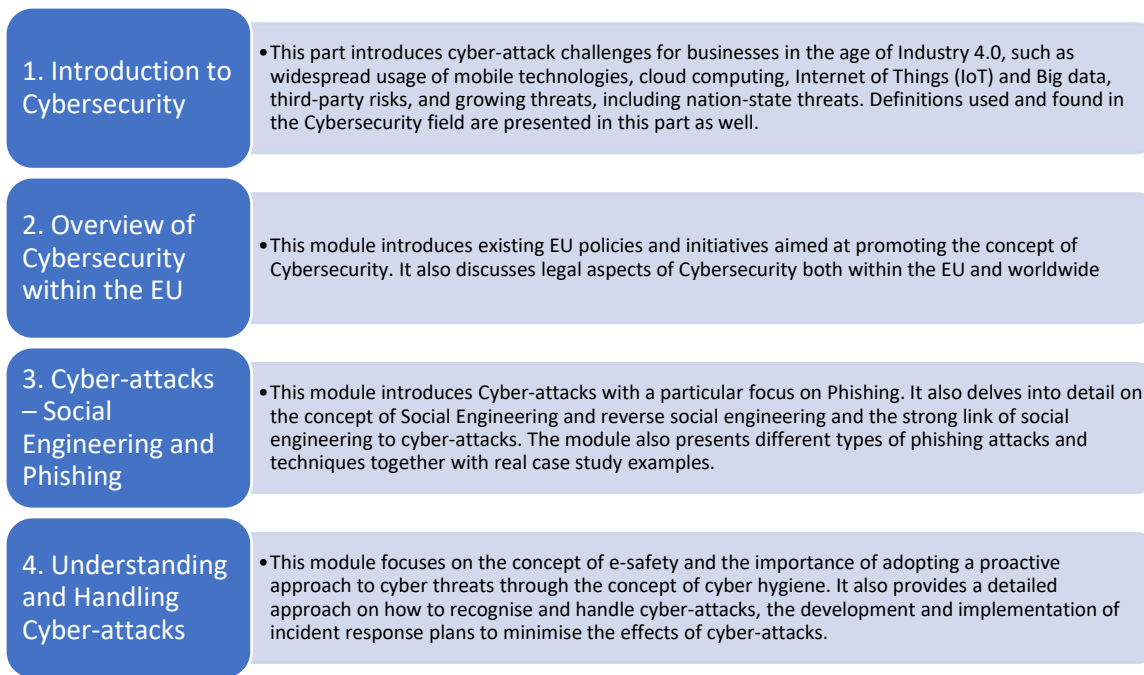 1. Introduction to
Cybersecurity
•This part introduces cyber-attack challenges for businesses in the age of Industry 4.0, such as
widespread usage of mobile technologies, cloud computing, Internet of Things (IoT) and Big data,
third-party risks, and growing threats, including nation-state threats. Definitions used and found in
the Cybersecurity field are presented in this part as well.
2. Overview of
Cybersecurity
within the EU
•This module introduces existing EU policies and initiatives aimed at promoting the concept of
Cybersecurity. It also discusses legal aspects of Cybersecurity both within the EU and worldwide
3. Cyber-attacks
– Social
Engineering and
Phishing
•This module introduces Cyber-attacks with a particular focus on Phishing. It also delves into detail on
the concept of Social Engineering and reverse social engineering and the strong link of social
engineering to cyber-attacks. The module also presents different types of phishing attacks and
techniques together with real case study examples.
4. Understanding
and Handling
Cyber-attacks
•This module focuses on the concept of e-safety and the importance of adopting a proactive
approach to cyber threats through the concept of cyber hygiene. It also provides a detailed
approach on how to recognise and handle cyber-attacks, the development and implementation of
incident response plans to minimise the effects of cyber-attacks.